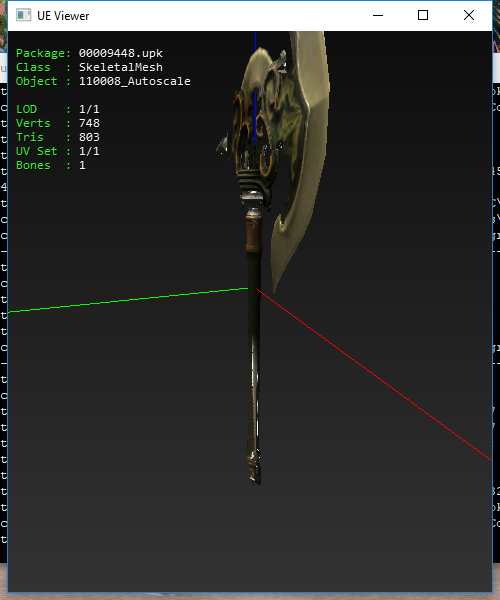 UE Viewer
Package: 00009448.upk
Class : SkeletalMesh
Object : 110008_Autoscale
LOD : 1/1
Verts : 748
Tris : 803
UV Set : 1/1
Bones : 1